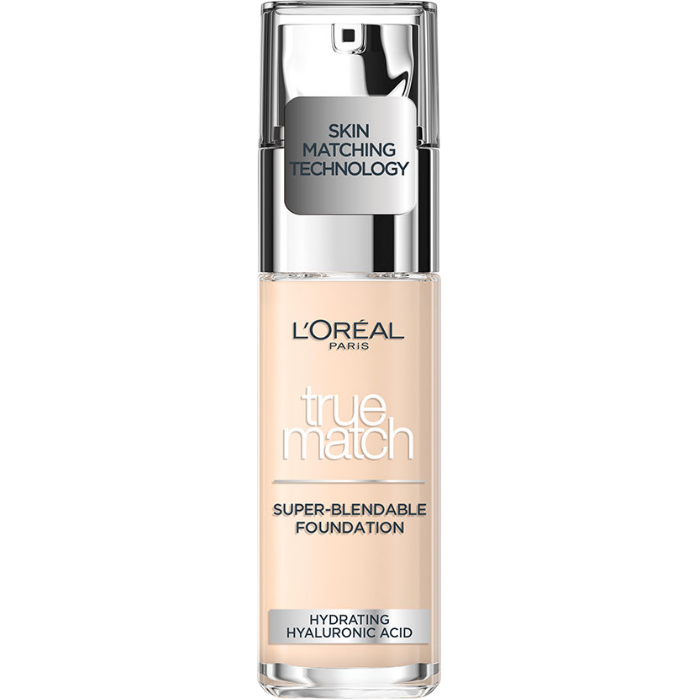 SKIN
MATCHING
TECHNOLOGY
L'ORÉAL
PARIS
true
match
SUPER-BLENDABLE
FOUNDATION
HYDRATING
HYALURONIC ACID